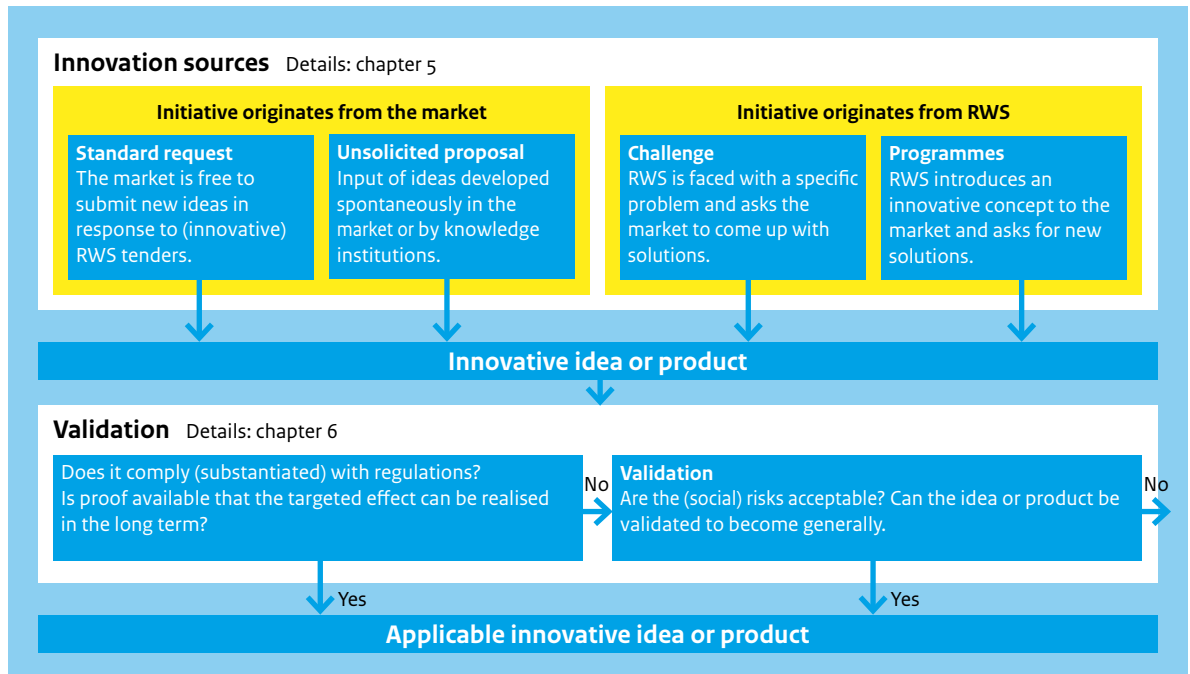 Innovation sources Details: chapter 5
Initiative originates from the market
Standard request
The market is free to
submit new ideas in
response to (innovative)
RWS tenders.
Unsolicited proposal
Input of ideas developed
spontaneously in the
market or by knowledge
institutions.
Initiative originates from RWS
Challenge
RWS is faced with a specific
problem and asks the
market to come up with
solutions.
Programmes
RWS introduces an
innovative concept to the
market and asks for new
solutions.
Innovative idea or product
Validation Details: chapter 6
Does it comply (substantiated) with regulations?
Is proof available that the targeted effect can be realised
in the long term?
No
Validation
Are the (social) risks acceptable? Can the idea or product be
validated to become generally.
No
Yes
Yes
Applicable innovative idea or product